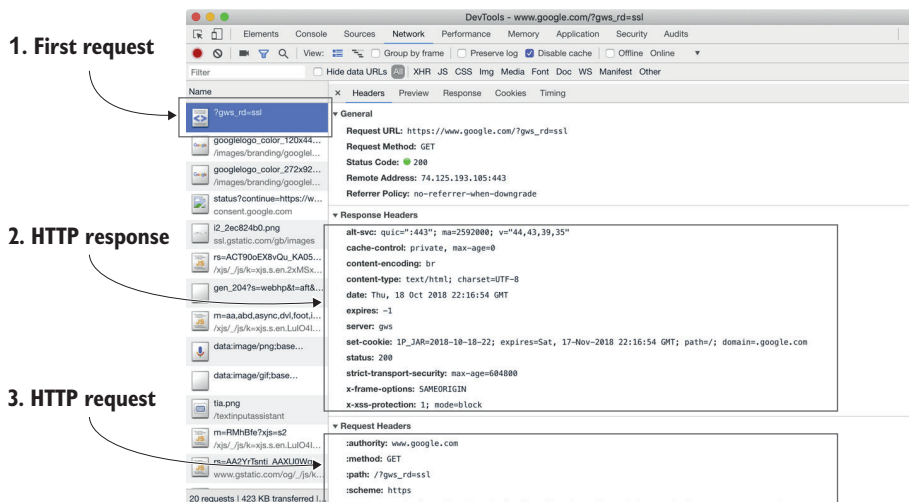 DevTools - www.google.com/?gws_rd=ssl
Elements Console Sources Network Performance Memory Application Security Audits
View: Group by frame Preserve log Disable cache Offline Online
Filter Hide data URLs All XHR JS CSS Img Media Font Doc WS Manifest Other
1. First request
2. HTTP response
3. HTTP request
Name
?gws_rd=ssl
googlelogo_color_120x44...
/images/branding/googlel...
googlelogo_color_272x92...
/images/branding/googlel...
status?continue=https://w...
consent.google.com
i2_2ec824b0.png
ssl.gstatic.com/gb/images
rs=ACT90oEX8vQu_KA05...
/xjs/_/js/k=xjs.s.en.2xMSx...
gen_204?s=webhp&t=aft&...
m=aa,abd,async,dvl,foot,i...
/xjs/_/js/k=xjs.s.en.LulO4I...
data:image/png;base...
data:image/gif;base...
tia.png
/textinputassistant
m=RMhBfe?xjs=s2
/xjs/_/js/k=xjs.s.en.LulO4I...
rs=AA2YrTsnti_AAXU0Wg
www.gstatic.com/og/_/js/k...
20 requests | 423 KB transferred |...
× Headers Preview Response Cookies Timing
General
Request URL: https://www.google.com/?gws_rd=ssl
Request Method: GET
Status Code: 200
Remote Address: 74.125.193.105:443
Referrer Policy: no-referrer-when-downgrade
Response Headers
alt-svc: quic=":443"; ma=2592000; v="44,43,39,35"
cache-control: private, max-age=0
content-encoding: br
content-type: text/html; charset=UTF-8
date: Thu, 18 Oct 2018 22:16:54 GMT
expires: -1
server: gws
set-cookie: 1P_JAR=2018-10-18-22; expires=Sat, 17-Nov-2018 22:16:54 GMT; path=/; domain=.google.com
status: 200
strict-transport-security: max-age=604800
x-frame-options: SAMEORIGIN
x-xss-protection: 1; mode=block
Request Headers
:authority: www.google.com
:method: GET
:path: /?gws_rd=ssl
:scheme: https